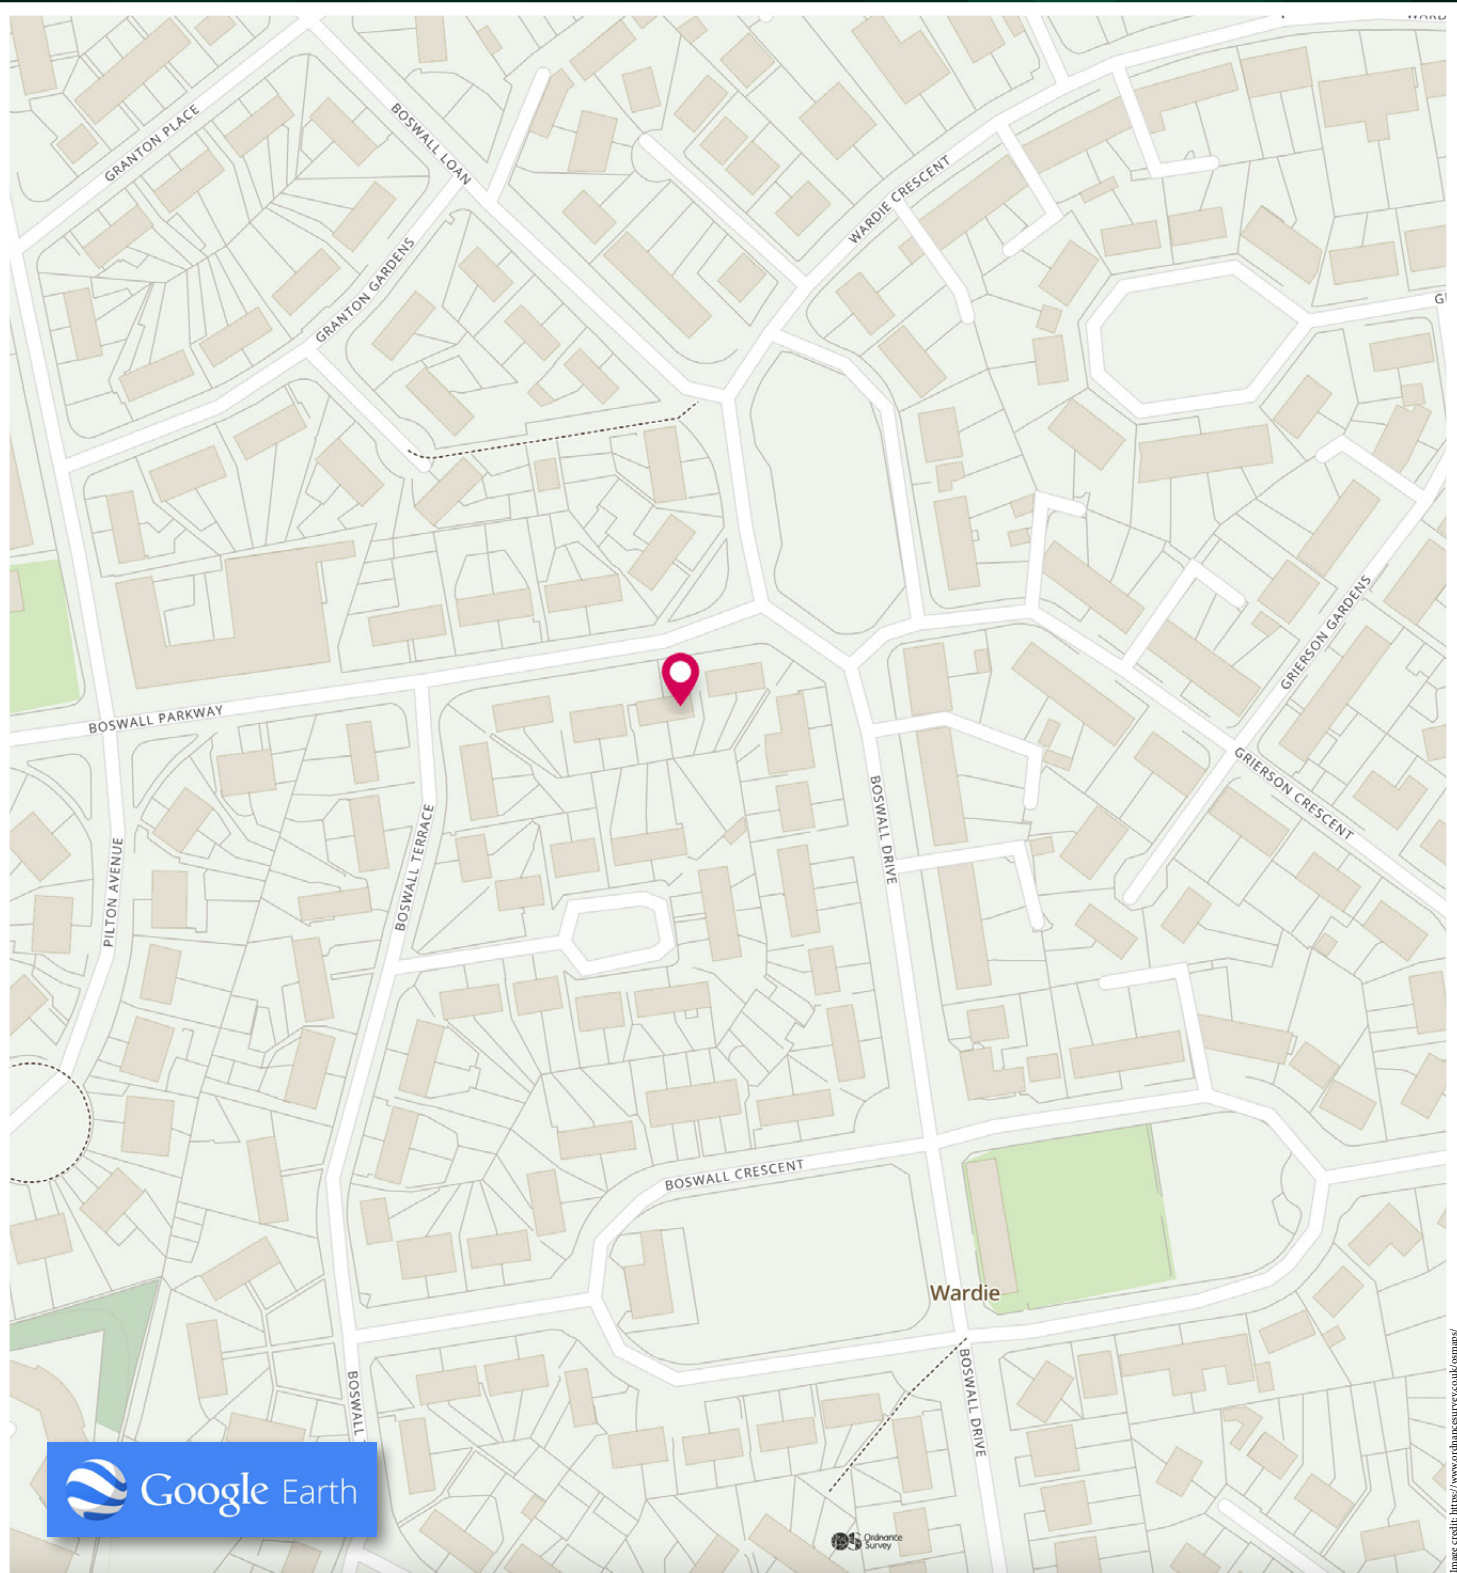 GRANTON PLACE
BOSWALL LOAN
WARDIE CRESCENT
GRANTON GARDENS
BOSWALL PARKWAY
GRIERSON GARDENS
GRIERSON CRESCENT
BOSWALL DRIVE
BOSWALL TERRACE
PILTON AVENUE
BOSWALL CRESCENT
Wardie
BOSWALL
BOSWALL DRIVE
Google Earth
Ordnance
Survey
Image credit: https://www.ordnancesurvey.co.uk/osmaps/